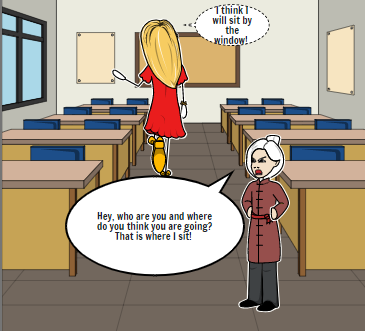 I think I
will sit by
the
window!
Hey, who are you and where
do you think you are going?
That is where I sit!